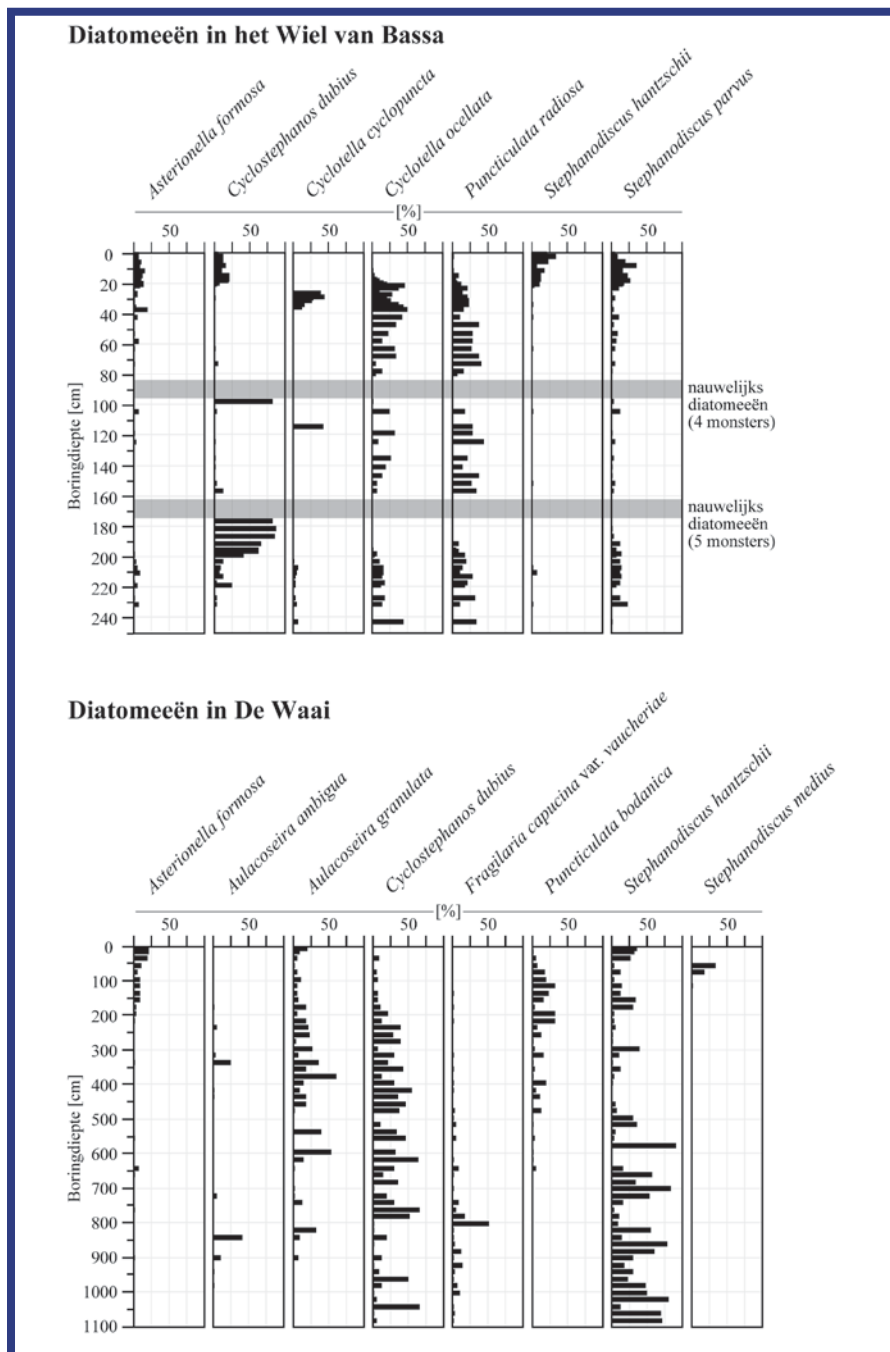 Diatomeeën in het Wiel van Bassa
Asterionella formosa
Cyclostephanos dubius
Cyclotella cyclopuncta
Cyclotella ocellata
Puncticulata radiosa
Stephanodiscus hantzschii
Stephanodiscus parvus
[%]
50 50 50 50 50 50 50
0
20
40
60
80
100
120
140
160
180
200
220
240
Boringdiepte [cm]
nauwelijks
diatomeeën
(4 monsters)
nauwelijks
diatomeeën
(5 monsters)
Diatomeeën in De Waai
Asterionella formosa
Aulacoseira ambigua
Aulacoseira granulata
Cyclostephanos dubius
Fragilaria capucina var. vaucheriae
Puncticulata bodanica
Stephanodiscus hantzschii
Stephanodiscus medius
[%]
50 50 50 50 50 50 50 50
0
100
200
300
400
500
600
700
800
900
1000
1100
Boringdiepte [cm]